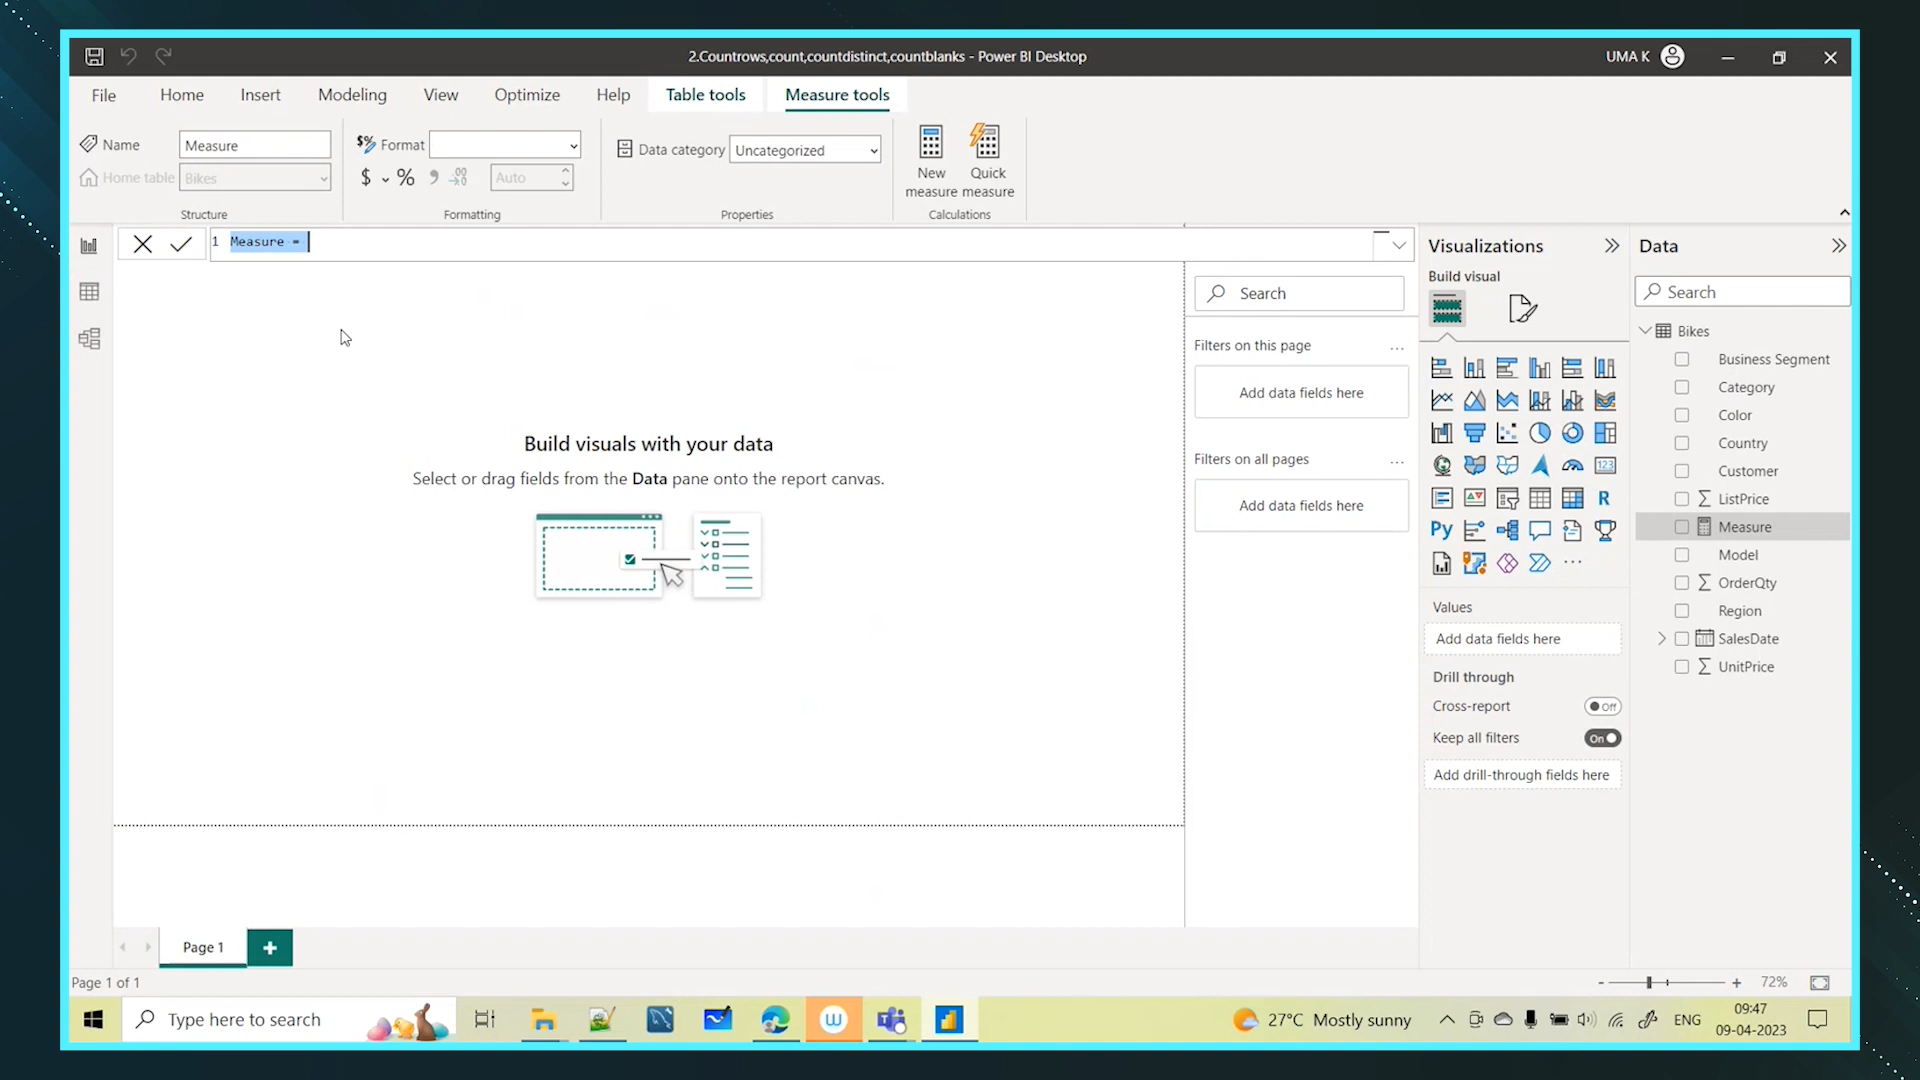 2.Countrows,count,countdistinct,countblanks - Power BI Desktop
UMA K
File
Home
Insert
Modeling
View
Optimize
Help
Table tools
Measure tools
Name
Measure
Home table
Bikes
Structure
$% Format
$ % 9 .00
Auto
Formatting
Data category
Uncategorized
Properties
New measure
Quick measure
Calculations
1 Measure =
Build visuals with your data
Select or drag fields from the Data pane onto the report canvas.
Search
Filters on this page
...
Add data fields here
Filters on all pages
...
Add data fields here
Visualizations
Build visual
123
R
Py
...
Values
Add data fields here
Drill through
Cross-report
Off
Keep all filters
On
Add drill-through fields here
Data
Search
Bikes
Business Segment
Category
Color
Country
Customer
ListPrice
Measure
Model
OrderQty
Region
SalesDate
UnitPrice
Page 1
Page 1 of 1
- + 72%
Type here to search
W
27°C Mostly sunny
ENG
09:47
09-04-2023